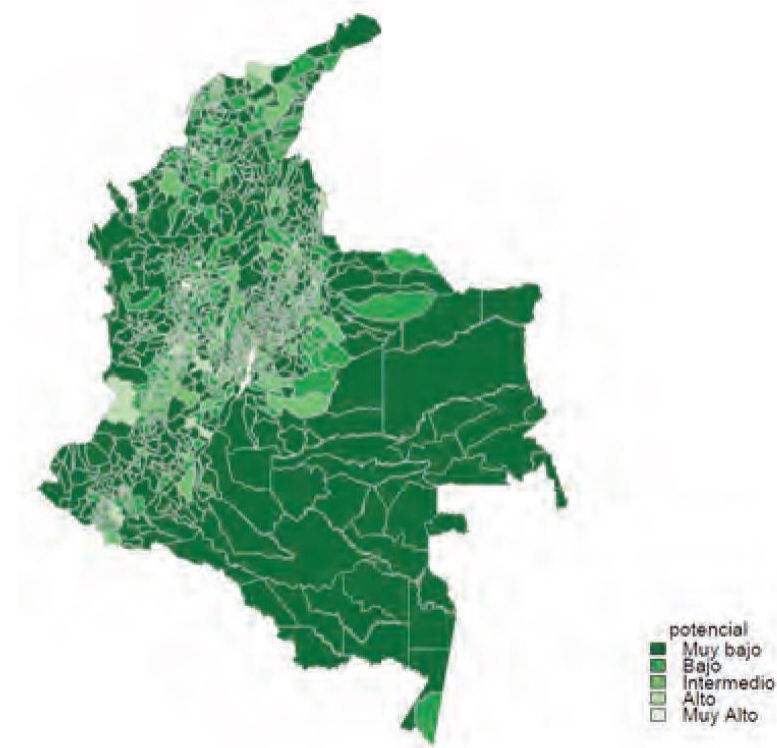 potencial
Muy bajo
Bajo
Intermedio
Alto
Muy Alto